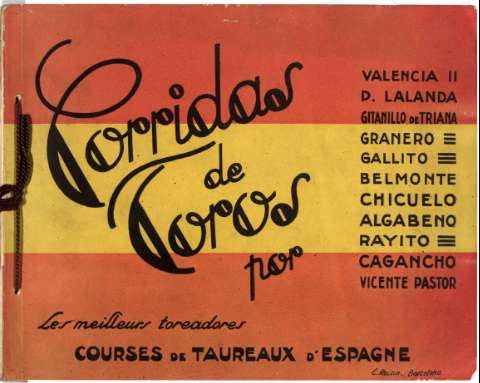 Corridas
de
Toros
por
VALENCIA II
D. LALANDA
GITANILLO DE TRIANA
GRANERO
GALLITO
BELMONTE
CHICUELO
ALGABENO
RAYITO
CAGANCHO
VICENTE PASTOR
Les meilleurs toreadores
COURSES DE TAUREAUX D'ESPAGNE